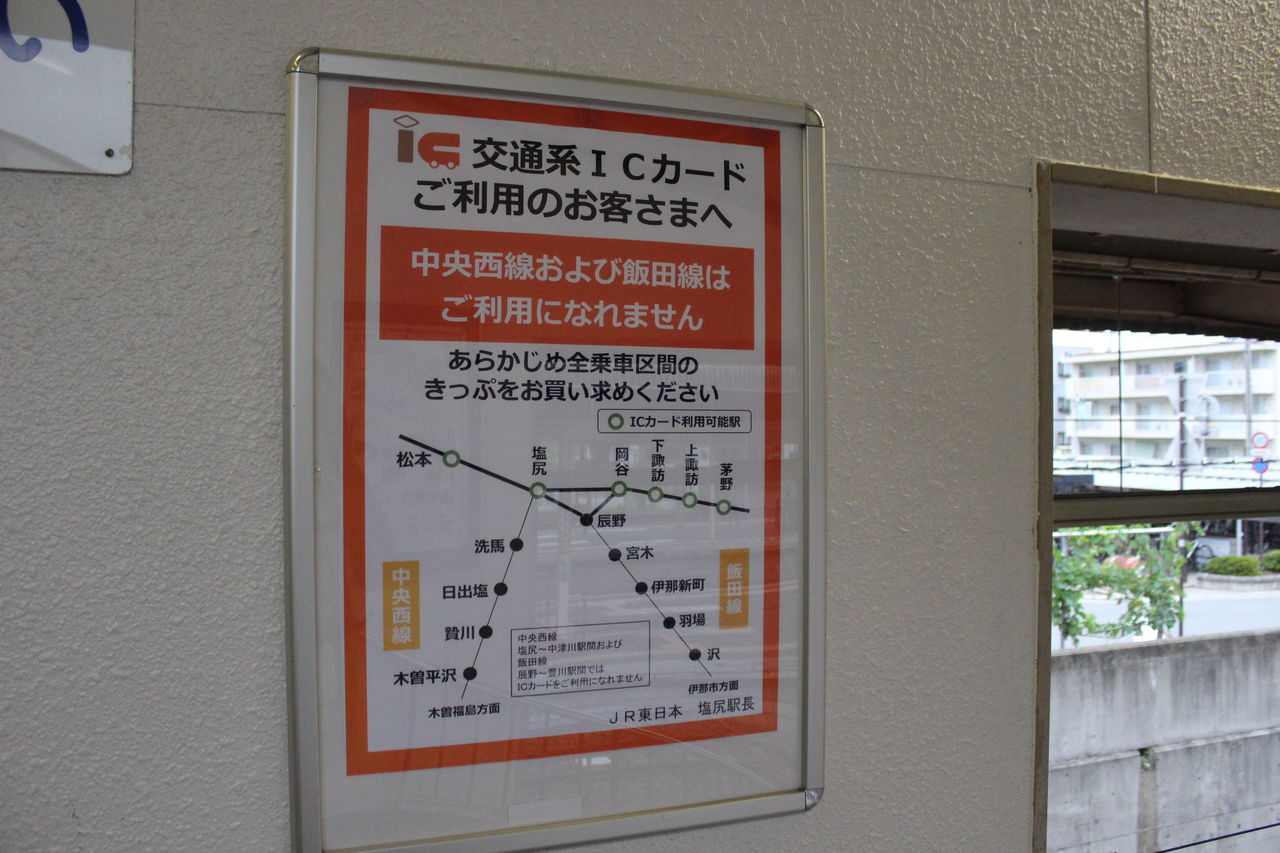 い
IC 交通系ICカード
ご利用のお客さまへ
中央西線および飯田線は
ご利用になれません
あらかじめ全乗車区間の
きっぷをお買い求めください
ICカード利用可能駅
松本
塩尻
岡谷
下諏訪
上諏訪
茅野
辰野
洗馬
宮木
日出塩
伊那新町
中央西線
飯田線
贄川
羽場
木曽平沢
沢
中央西線
塩尻~中津川駅間および
飯田線
辰野~豊川駅間では
ICカードをご利用になれません
木曽福島方面
伊那市方面
JR東日本 塩尻駅長